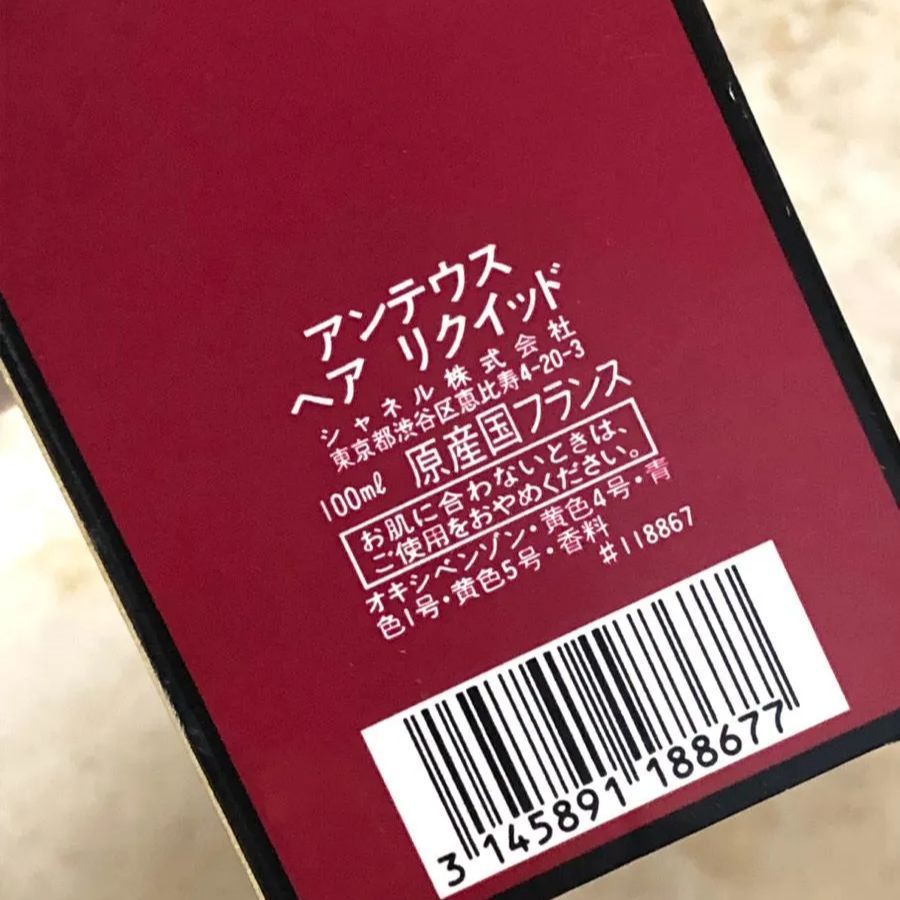 アンテウス
ヘア リクイッド
シャネル株式会社
東京都渋谷区恵比寿4-20-3
100ml 原産国フランス
お肌に合わないときは、
ご使用をおやめください。
オキシベンゾン・黄色4号・青
色1号・黄色5号・香料
#118867
3 145891 188677